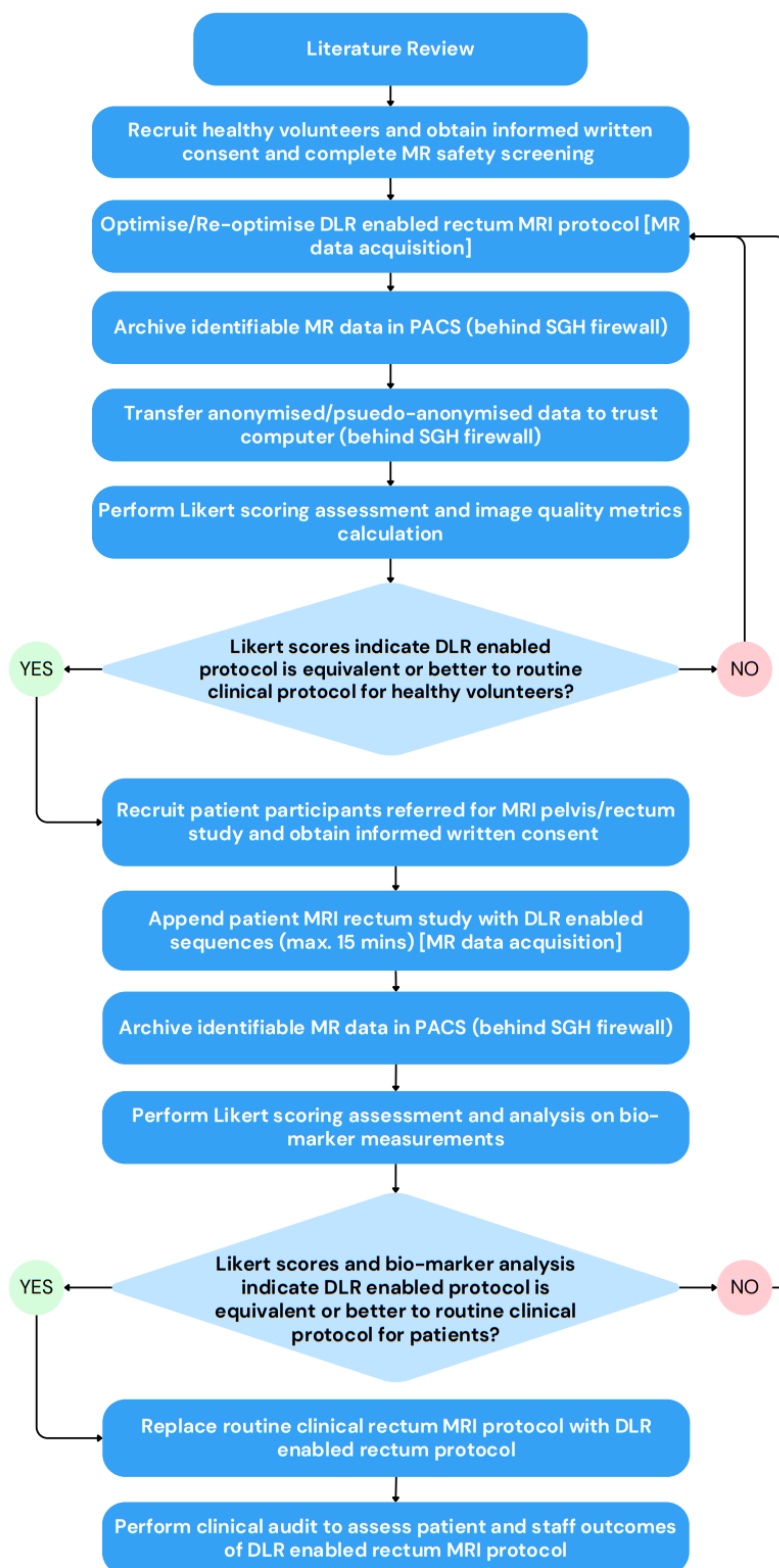 Literature Review
Recruit healthy volunteers and obtain informed written
consent and complete MR safety screening
Optimise/Re-optimise DLR enabled rectum MRI protocol [MR
data acquisition]
Archive identifiable MR data in PACS (behind SGH firewall)
Transfer anonymised/psuedo-anonymised data to trust
computer (behind SGH firewall)
Perform Likert scoring assessment and image quality metrics
calculation
Likert scores indicate DLR enabled
protocol is equivalent or better to routine
clinical protocol for healthy volunteers?
YES
NO
Recruit patient participants referred for MRI pelvis/rectum
study and obtain informed written consent
Append patient MRI rectum study with DLR enabled
sequences (max. 15 mins) [MR data acquisition]
Archive identifiable MR data in PACS (behind SGH firewall)
Perform Likert scoring assessment and analysis on bio-
marker measurements
Likert scores and bio-marker analysis
indicate DLR enabled protocol is
equivalent or better to routine clinical
protocol for patients?
YES
NO
Replace routine clinical rectum MRI protocol with DLR
enabled rectum protocol
Perform clinical audit to assess patient and staff outcomes
of DLR enabled rectum MRI protocol